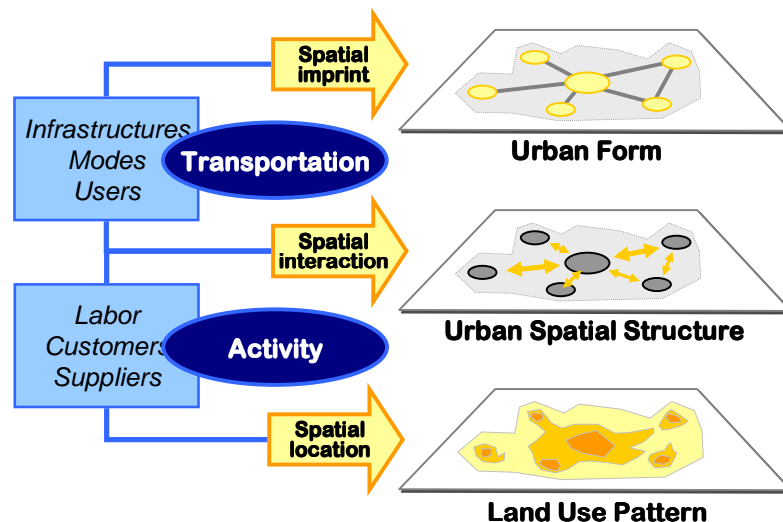 Spatial
imprint
Infrastructures
Modes
Users
Transportation
Urban Form
Spatial
interaction
Labor
Customers
Suppliers
Activity
Urban Spatial Structure
Spatial
location
Land Use Pattern